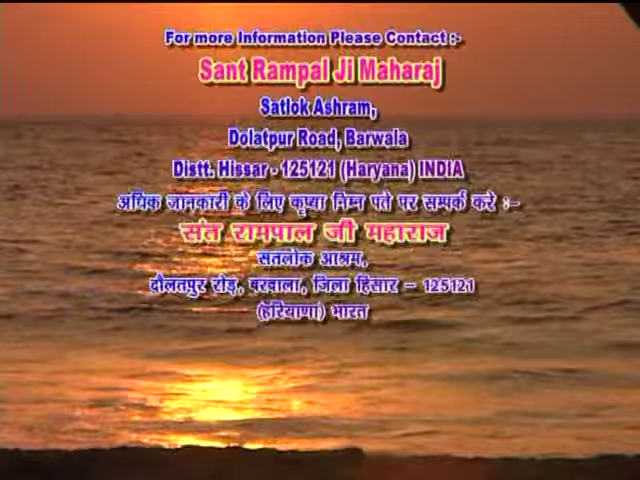 For more Information Please Contact :-
Sant Rampal Ji Maharaj
Satlok Ashram,
Dolatpur Road, Barwala
Distt. Hissar - 125121 (Haryana) INDIA
अधिक जानकारी के लिए कृप्या निम्न पते पर सम्पर्क करे :-
संत रामपाल जी महाराज
सतलोक आश्रम,
दौलतपुर रोड़, बरवाला, जिला हिसार – 125121
(हरियाणा) भारत